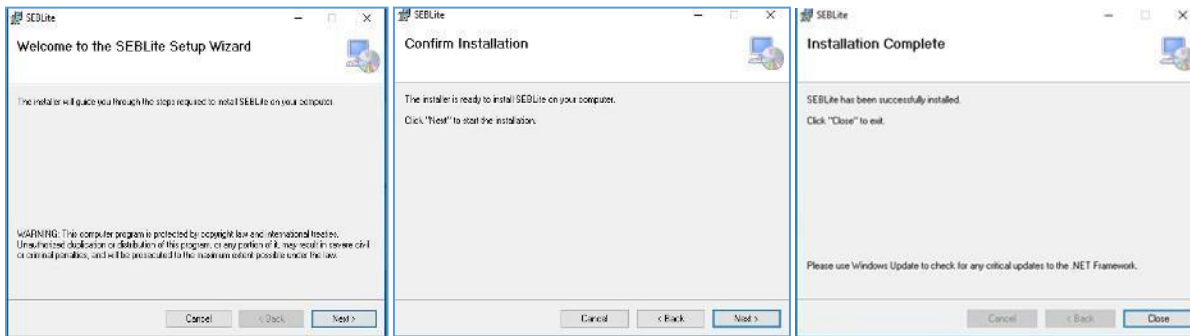 SEBLite
Welcome to the SEBLite Setup Wizard
The installer will guide you through the steps required to install SEBLite on your computer.
WARNING: This computer program is protected by copyright law and international treaties.
Unauthorized duplication or distribution of this program, or any portion of it, may result in severe civil
or criminal penalties, and will be prosecuted to the maximum extent possible under the law.
Cancel
< Back
Next >
SEBLite
Confirm Installation
The installer is ready to install SEBLite on your computer.
Click "Next" to start the installation.
Cancel
< Back
Next >
SEBLite
Installation Complete
SEBLite has been successfully installed.
Click "Close" to exit.
Please use Windows Update to check for any critical updates to the .NET Framework.
Cancel
< Back
Close